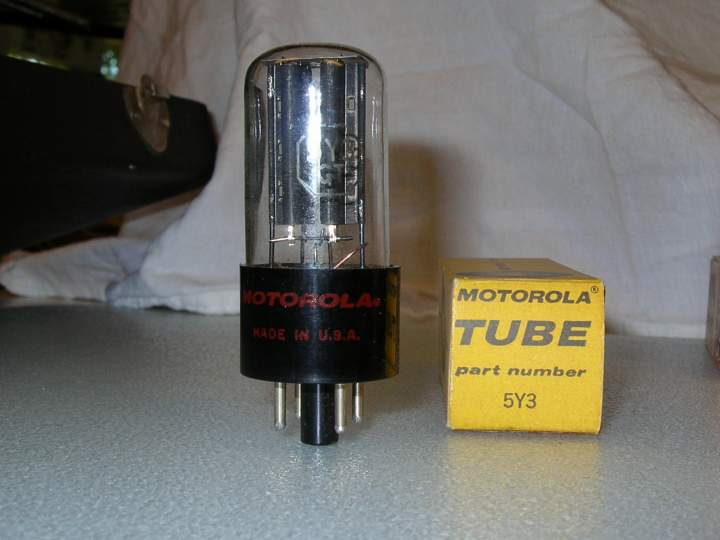 MOTOROLA®
MADE IN U.S.A.
MOTOROLA®
TUBE
part number
5Y3